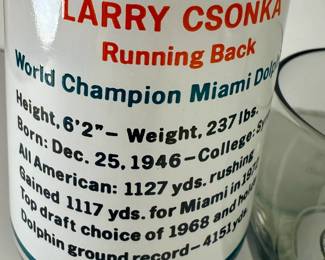 LARRY CSONKA
Running Back
World Champion Miami Dolp
Height, 6'2"– Weight, 237 lbs.
Born: Dec. 25, 1946–College: Sy
All American: 1127 yds. rushing
Gained 1117 yds. for Miami in
Top draft choice of 1968 and
Dolphin ground record–4151 yds.